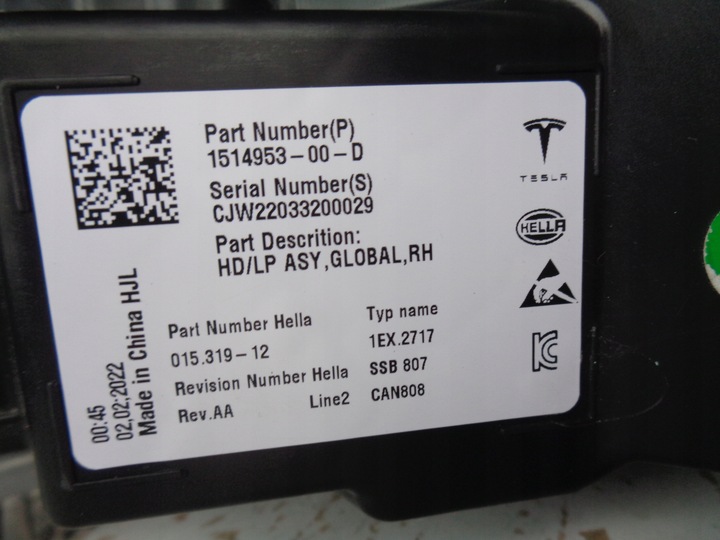 Part Number(P)
1514953-00-D
Serial Number(S)
CJW22033200029
Part Descrition:
HD/LP ASY,GLOBAL,RH
TESLA
HELLA
Part Number Hella
015.319-12
Revision Number Hella
Rev.AA
Line2
Typ name
1EX.2717
SSB 807
CAN808
00:45
02,02,2022
Made in China HJL